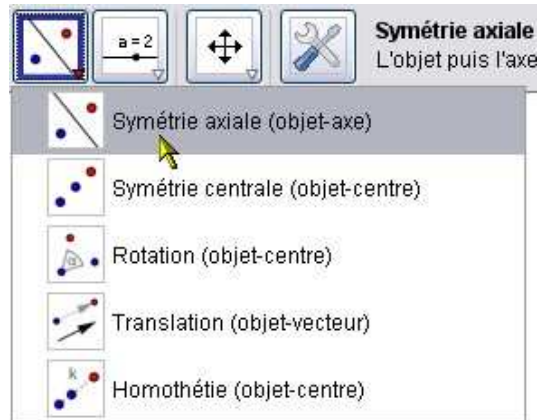 a=2
Symétrie axiale
L'objet puis l'axe
Symétrie axiale (objet-axe)
Symétrie centrale (objet-centre)
α
Rotation (objet-centre)
Translation (objet-vecteur)
k
Homothétie (objet-centre)